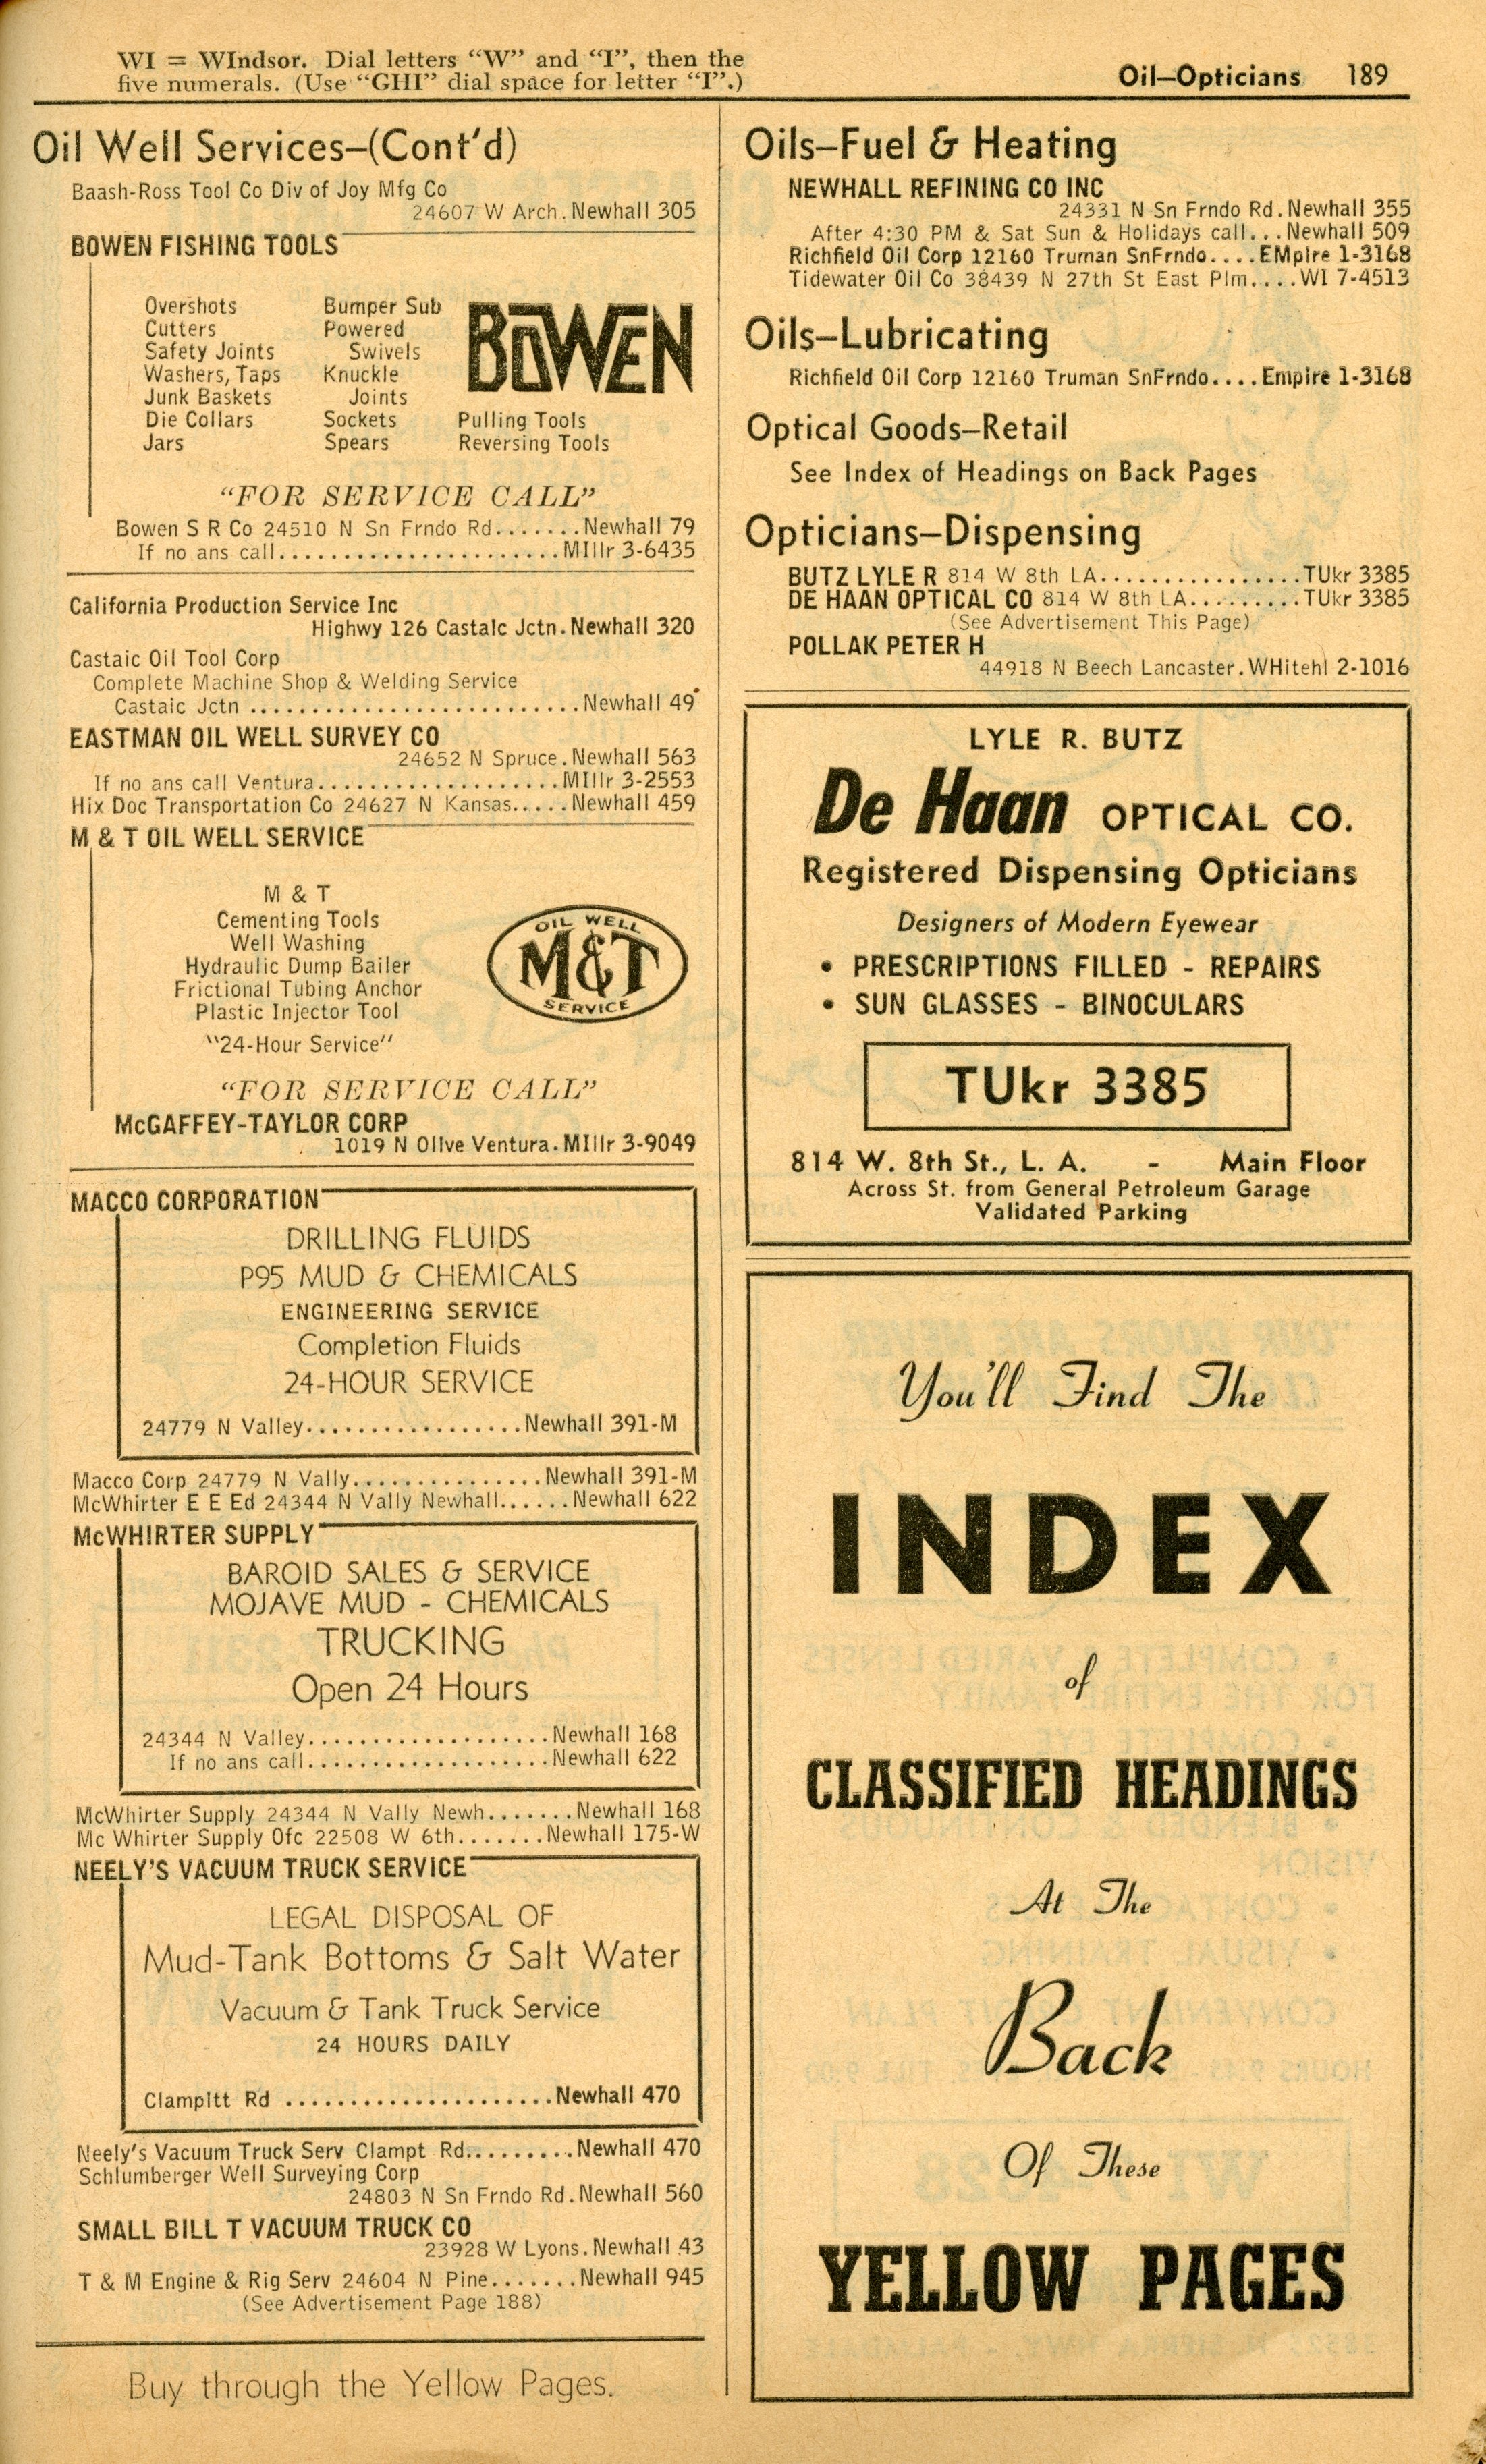 WI = WIndsor. Dial letters “W” and “I”, then the
five numerals. (Use “GHI” dial space for letter “I”.)
Oil—Opticians 189
Oil Well Services—(Cont'd)
Baash-Ross Tool Co Div of Joy Mfg Co
24607 W Arch. Newhall 305
BOWEN FISHING TOOLS
Overshots
Cutters
Safety Joints
Washers, Taps
Junk Baskets
Die Collars
Jars
Bumper Sub
Powered
Swivels
Knuckle
Joints
Sockets
Spears
BOWEN
Pulling Tools
Reversing Tools
“FOR SERVICE CALL”
Bowen S R Co 24510 N Sn Frndo Rd.......Newhall 79
If no ans call.......................MIllr 3-6435
California Production Service Inc
Highwy 126 Castaic Jctn. Newhall 320
Castaic Oil Tool Corp
Complete Machine Shop & Welding Service
Castaic Jctn ..........................Newhall 49
EASTMAN OIL WELL SURVEY CO
24652 N Spruce. Newhall 563
If no ans call Ventura...................MIllr 3-2553
Hix Doc Transportation Co 24627 N Kansas.....Newhall 459
M & T OIL WELL SERVICE
M & T
Cementing Tools
Well Washing
Hydraulic Dump Bailer
Frictional Tubing Anchor
Plastic Injector Tool
"24-Hour Service"
OIL WELL
M&T
SERVICE
“FOR SERVICE CALL”
McGAFFEY-TAYLOR CORP
1019 N Olive Ventura. MIllr 3-9049
MACCO CORPORATION
DRILLING FLUIDS
P95 MUD & CHEMICALS
ENGINEERING SERVICE
Completion Fluids
24-HOUR SERVICE
24779 N Valley.................Newhall 391-M
Macco Corp 24779 N Vally...............Newhall 391-M
McWhirter E E Ed 24344 N Vally Newhall......Newhall 622
McWHIRTER SUPPLY
BAROID SALES & SERVICE
MOJAVE MUD - CHEMICALS
TRUCKING
Open 24 Hours
24344 N Valley...................Newhall 168
If no ans call...................Newhall 622
McWhirter Supply 24344 N Vally Newh.......Newhall 168
Mc Whirter Supply Ofc 22508 W 6th.......Newhall 175-W
NEELY'S VACUUM TRUCK SERVICE
LEGAL DISPOSAL OF
Mud-Tank Bottoms & Salt Water
Vacuum & Tank Truck Service
24 HOURS DAILY
Clampitt Rd .....................Newhall 470
Neely's Vacuum Truck Serv Clampt Rd.........Newhall 470
Schlumberger Well Surveying Corp
24803 N Sn Frndo Rd. Newhall 560
SMALL BILL T VACUUM TRUCK CO
23928 W Lyons. Newhall 43
T & M Engine & Rig Serv 24604 N Pine.......Newhall 945
(See Advertisement Page 188)
Buy through the Yellow Pages.
Oils—Fuel & Heating
NEWHALL REFINING CO INC
24331 N Sn Frndo Rd. Newhall 355
After 4:30 PM & Sat Sun & Holidays call...Newhall 509
Richfield Oil Corp 12160 Truman SnFrndo....EMpire 1-3168
Tidewater Oil Co 38439 N 27th St East Plm....WI 7-4513
Oils—Lubricating
Richfield Oil Corp 12160 Truman SnFrndo....Empire 1-3168
Optical Goods—Retail
See Index of Headings on Back Pages
Opticians—Dispensing
BUTZ LYLE R 814 W 8th LA................TUkr 3385
DE HAAN OPTICAL CO 814 W 8th LA.........TUkr 3385
(See Advertisement This Page)
POLLAK PETER H
44918 N Beech Lancaster. WHitehl 2-1016
LYLE R. BUTZ
De Haan OPTICAL CO.
Registered Dispensing Opticians
Designers of Modern Eyewear
• PRESCRIPTIONS FILLED - REPAIRS
• SUN GLASSES - BINOCULARS
TUkr 3385
814 W. 8th St., L. A. - Main Floor
Across St. from General Petroleum Garage
Validated Parking
You'll Find The
INDEX
of
CLASSIFIED HEADINGS
At The
Back
Of These
YELLOW PAGES